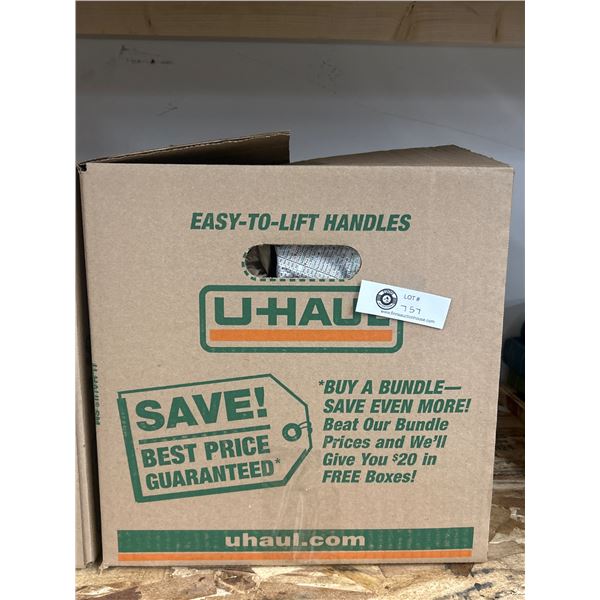 EASY-TO-LIFT HANDLES
U-HAUL
LOT #
757
SAVE!
BEST PRICE
GUARANTEED*
*BUY A BUNDLE—
SAVE EVEN MORE!
Beat Our Bundle
Prices and We'll
Give You $20 in
FREE Boxes!
uhaul.com